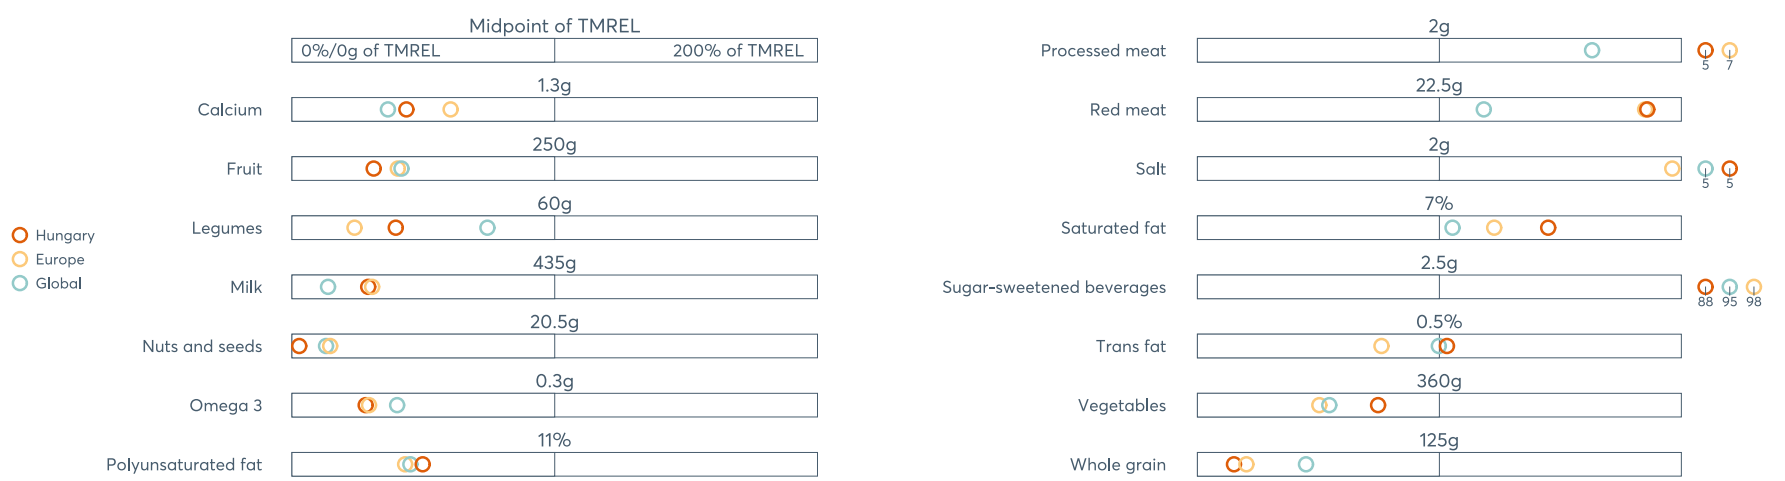 Midpoint of TMREL
0%/0g of TMREL 200% of TMREL
1.3g
Calcium
250g
Fruit
60g
Legumes
435g
Milk
20.5g
Nuts and seeds
0.3g
Omega 3
11%
Polyunsaturated fat
Hungary
Europe
Global
2g
Processed meat
5 7
22.5g
Red meat
2g
Salt
5 5
7%
Saturated fat
2.5g
Sugar-sweetened beverages
88 95 98
0.5%
Trans fat
360g
Vegetables
125g
Whole grain